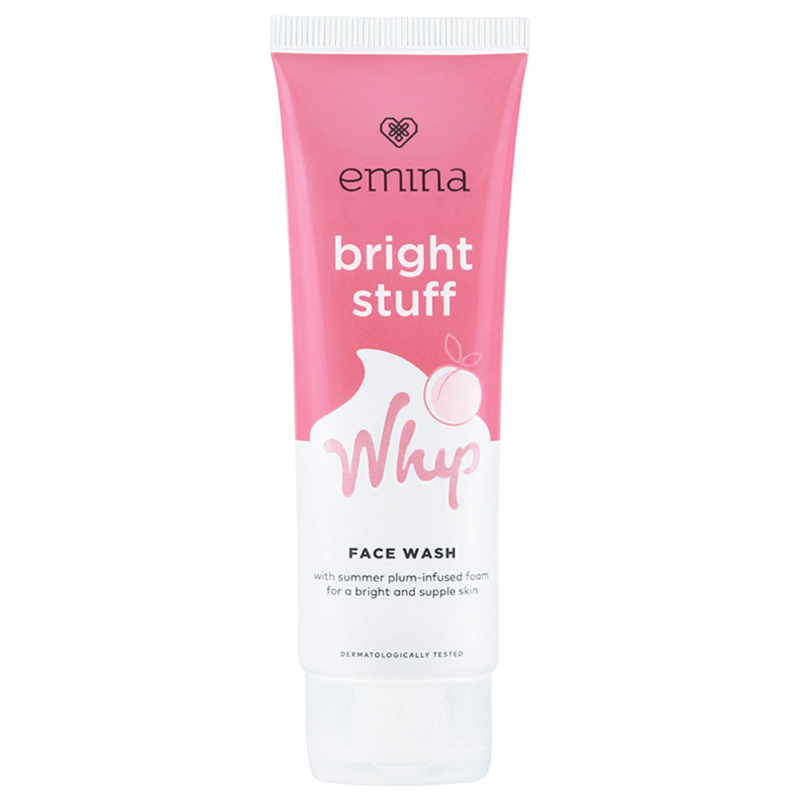 emina
bright
stuff
Whip
FACE WASH
with summer plum-infused foam
for a bright and supple skin
DERMATOLOGICALLY TESTED